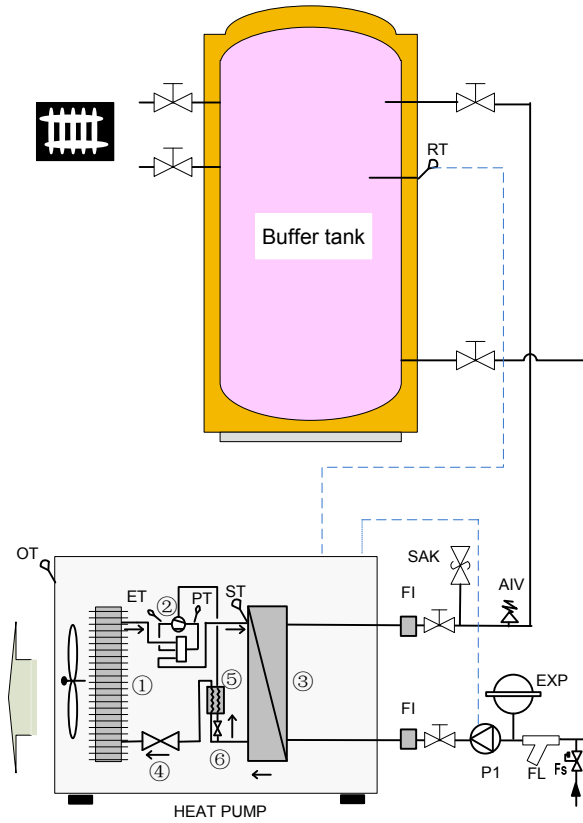 RT
Buffer tank
OT
SAK
ET
②
PT
ST
FI
AIV
①
⑤
③
EXP
FI
④
⑥
P1
FL
Fs
HEAT PUMP